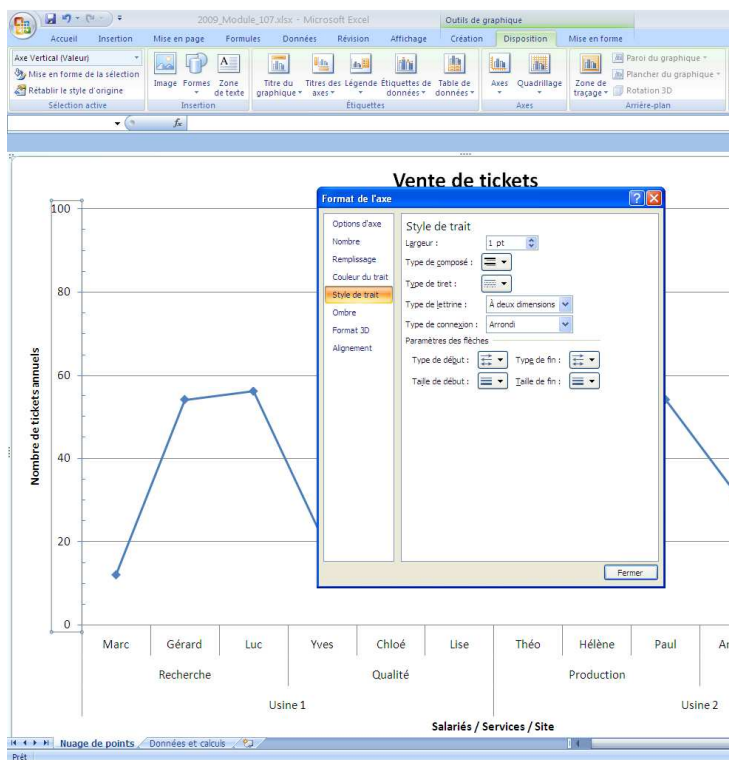 2009_Module_107.xlsx - Microsoft Excel
Outils de graphique
Accueil Insertion Mise en page Formules Données Révision Affichage Création Disposition Mise en forme
Axe Vertical (Valeur)
Mise en forme de la sélection
Rétablir le style d'origine
Sélection active
Image Formes Zone de texte
Insertion
Titre du graphique Titres des axes Légende Étiquettes de données Table de données
Étiquettes
Axes Quadrillage
Axes
Zone de traçage
Paroi du graphique
Plancher du graphique
Rotation 3D
Arrière-plan
fx
Vente de tickets
Nombre de tickets annuels
100
80
60
40
20
0
Format de l'axe
Options d'axe
Nombre
Remplissage
Couleur du trait
Style de trait
Ombre
Format 3D
Alignement
Style de trait
Largeur : 1 pt
Type de composé :
Type de tiret :
Type de lettrine : À deux dimensions
Type de connexion : Arrondi
Paramètres des flèches
Type de début : Type de fin :
Taille de début : Taille de fin :
Fermer
Marc Gérard Luc Yves Chloé Lise Théo Hélène Paul
Recherche Qualité Production
Usine 1 Usine 2
Salariés / Services / Site
Nuage de points Données et calculs
Prêt